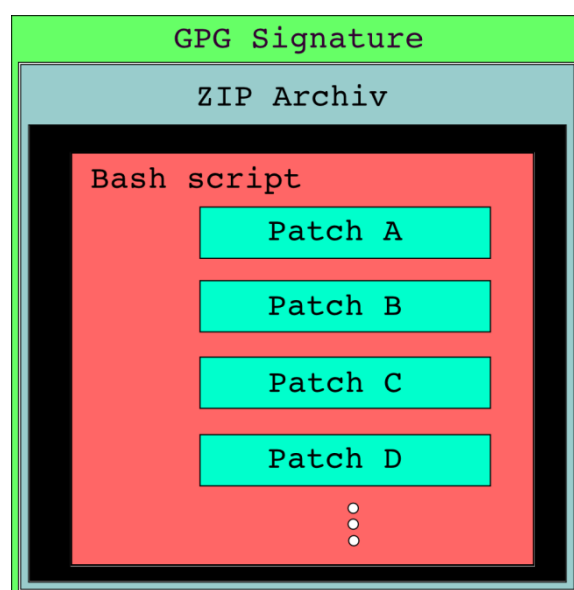 GPG Signature
ZIP Archiv
Bash script
Patch A
Patch B
Patch C
Patch D